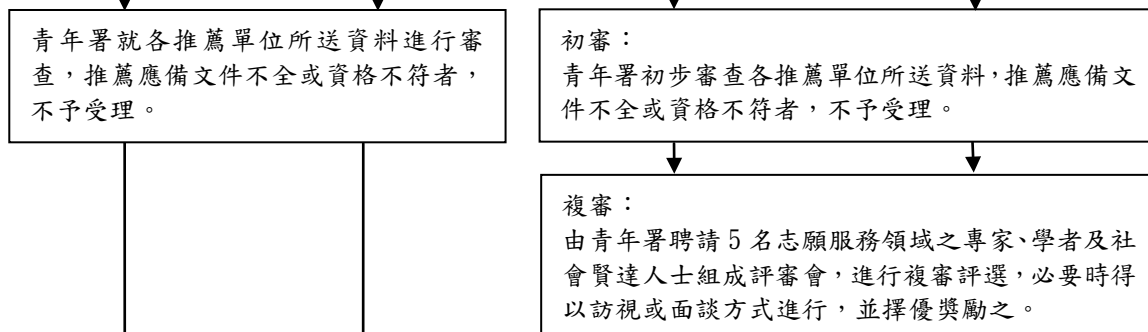 青年署就各推薦單位所送資料進行審
查，推薦應備文件不全或資格不符者，
不予受理。
初審：
青年署初步審查各推薦單位所送資料，推薦應備文
件不全或資格不符者，不予受理。
複審：
由青年署聘請 5 名志願服務領域之專家、學者及社
會賢達人士組成評審會，進行複審評選，必要時得
以訪視或面談方式進行，並擇優獎勵之。